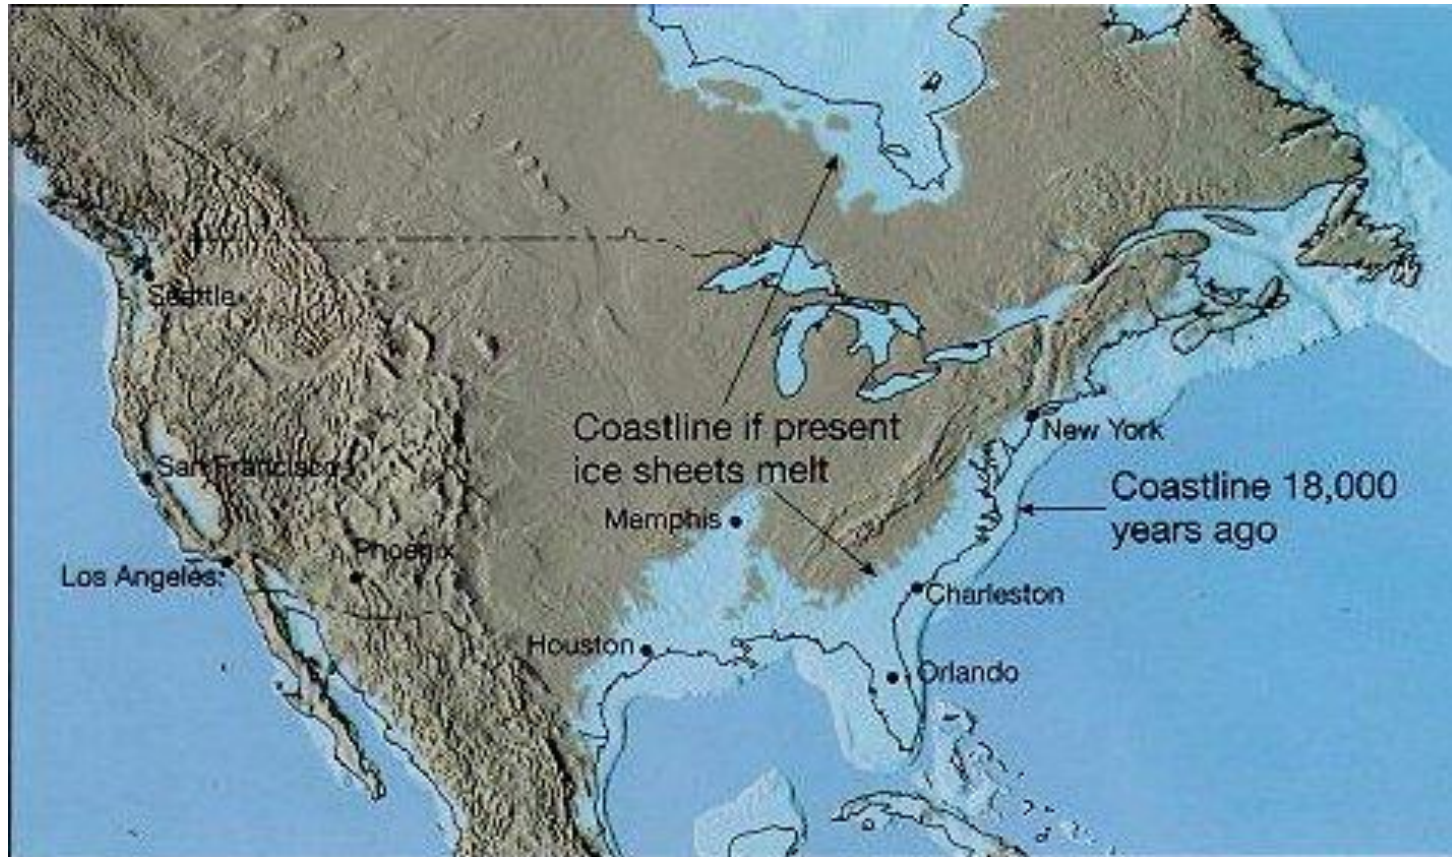 Seattle
Coastline if present
ice sheets melt
New York
San Francisco
Coastline 18,000
years ago
Memphis
Phoenix
Los Angeles
Charleston
Houston
Orlando